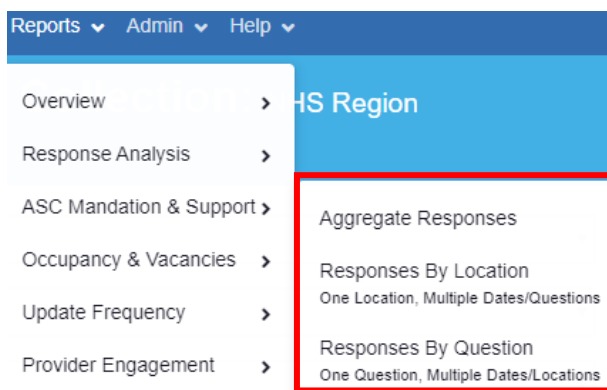 Reports Admin Help
HS Region
Overview
Response Analysis
ASC Mandation & Support
Occupancy & Vacancies
Update Frequency
Provider Engagement
Aggregate Responses
Responses By Location
One Location, Multiple Dates/Questions
Responses By Question
One Question, Multiple Dates/Locations